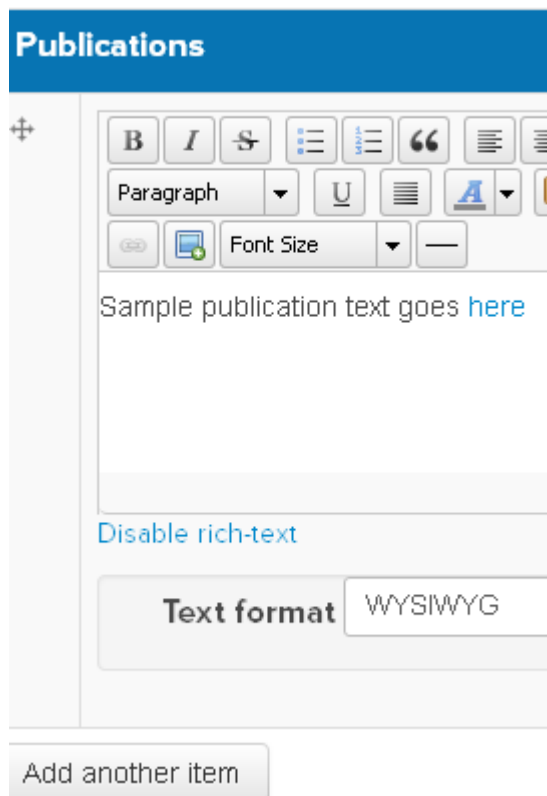 Publications
B I S
Paragraph U A
Font Size
Sample publication text goes here
Disable rich-text
Text format WYSIWYG
Add another item